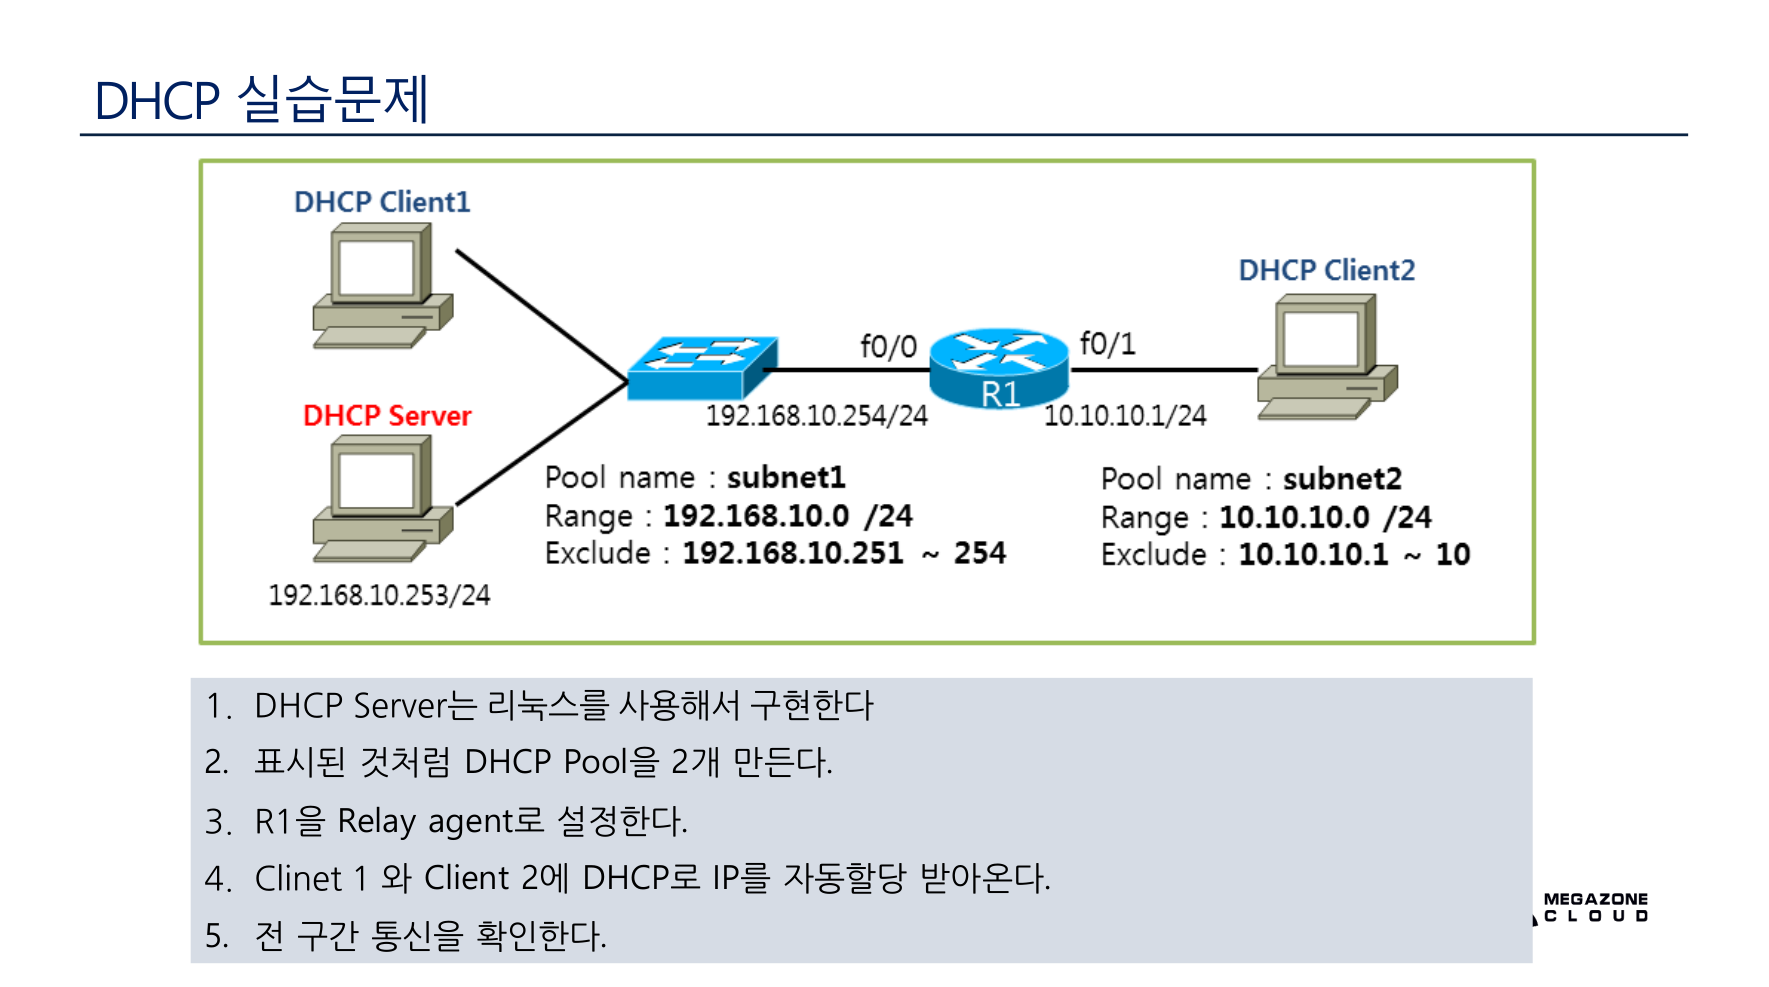 DHCP 실습문제
DHCP Client1
DHCP Client2
f0/0
f0/1
R1
DHCP Server
192.168.10.254/24
10.10.10.1/24
Pool name : subnet1
Range : 192.168.10.0 /24
Exclude : 192.168.10.251 ~ 254
Pool name : subnet2
Range : 10.10.10.0 /24
Exclude : 10.10.10.1 ~ 10
192.168.10.253/24
1. DHCP Server는 리눅스를 사용해서 구현한다
2. 표시된 것처럼 DHCP Pool을 2개 만든다.
3. R1을 Relay agent로 설정한다.
4. Clinet 1 와 Client 2에 DHCP로 IP를 자동할당 받아온다.
5. 전 구간 통신을 확인한다.
MEGAZONE
CLOUD